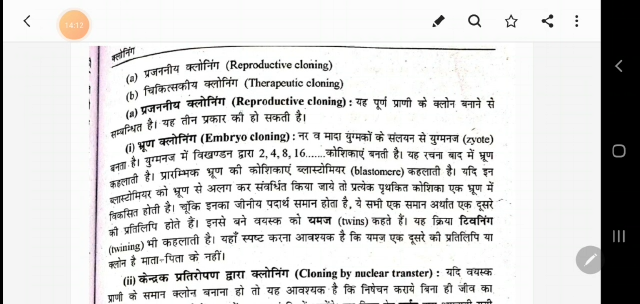 14:12
क्लोनिंग
(a) प्रजननीय क्लोनिंग (Reproductive cloning)
(b) चिकित्सकीय क्लोनिंग (Therapeutic cloning)
(a) प्रजननीय क्लोनिंग (Reproductive cloning) : यह पूर्ण प्राणी के क्लोन बनाने से
सम्बन्धित है। यह तीन प्रकार की हो सकती है।
(i) भ्रूण क्लोनिंग (Embryo cloning) : नर व मादा युग्मकों के संलयन से युग्मनज (zyote)
बनता है। युग्मनज में विखण्डन द्वारा 2, 4, 8, 16......कोशिकाएं बनती है। यह रचना बाद में भ्रूण
कहलाती है। प्रारम्भिक भ्रूण की कोशिकाएं ब्लास्टोमियर (blastomere) कहलाती है। यदि इन
ब्लास्टोमियर को भ्रूण से अलग कर संवर्धित किया जाये तो प्रत्येक पृथकित कोशिका एक भ्रूण में
विकसित होती है। चूंकि इनका जीनीय पदार्थ समान होता है, ये सभी एक समान अर्थात एक दूसरे
की प्रतिलिपि होते हैं। इनसे बने वयस्क को यमज (twins) कहते हैं। यह क्रिया टिवनिंग
(twining) भी कहलाती है। यहाँ स्पष्ट करना आवश्यक है कि यमज एक दूसरे की प्रतिलिपि या
क्लोन है माता-पिता के नहीं।
(ii) केन्द्रक प्रतिरोपण द्वारा क्लोनिंग (Cloning by nuclear transter) : यदि वयस्क
प्राणी के समान क्लोन बनाना हो तो यह आवश्यक है कि निषेचन कराये बिना ही जीव का